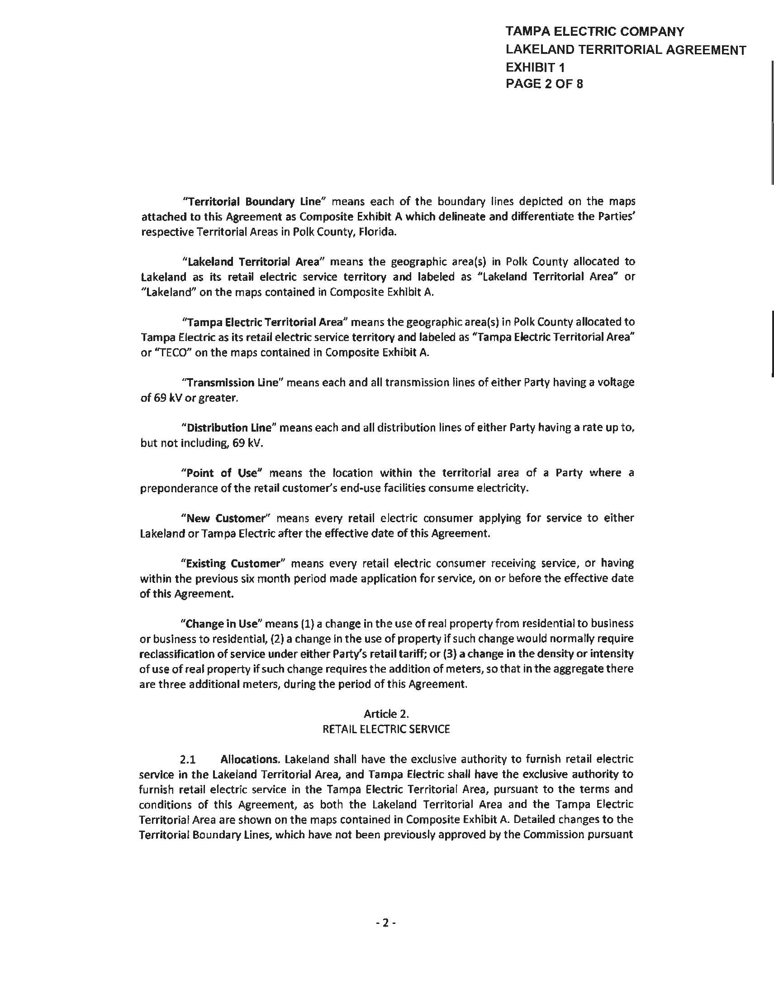 TAMPA ELECTRIC COMPANY
LAKELAND TERRITORIAL AGREEMENT
EXHIBIT 1
PAGE 2 OF 8
"Territorial Boundary Line" means each of the boundary lines depicted on the maps
attached to this Agreement as Composite Exhibit A which delineate and differentiate the Parties'
respective Territorial Areas in Polk County, Florida.
"Lakeland Territorial Area" means the geographic area(s) in Polk County allocated to
Lakeland as its retail electric service territory and labeled as "Lakeland Territorial Area" or
"Lakeland" on the maps contained in Composite Exhibit A.
"Tampa Electric Territorial Area" means the geographic area(s) in Polk County allocated to
Tampa Electric as its retail electric service territory and labeled as "Tampa Electric Territorial Area"
or "TECO" on the maps contained in Composite Exhibit A.
"Transmission Line" means each and all transmission lines of either Party having a voltage
of 69 kV or greater.
"Distribution Line" means each and all distribution lines of either Party having a rate up to,
but not including, 69 kV.
"Point of Use" means the location within the territorial area of a Party where a
preponderance of the retail customer's end-use facilities consume electricity.
"New Customer" means every retail electric consumer applying for service to either
Lakeland or Tampa Electric after the effective date of this Agreement.
"Existing Customer" means every retail electric consumer receiving service, or having
within the previous six month period made application for service, on or before the effective date
of this Agreement.
"Change in Use" means (1) a change in the use of real property from residential to business
or business to residential, (2) a change in the use of property if such change would normally require
reclassification of service under either Party's retail tariff; or (3) a change in the density or intensity
of use of real property if such change requires the addition of meters, so that in the aggregate there
are three additional meters, during the period of this Agreement.
Article 2.
RETAIL ELECTRIC SERVICE
2.1 Allocations. Lakeland shall have the exclusive authority to furnish retail electric
service in the Lakeland Territorial Area, and Tampa Electric shall have the exclusive authority to
furnish retail electric service in the Tampa Electric Territorial Area, pursuant to the terms and
conditions of this Agreement, as both the Lakeland Territorial Area and the Tampa Electric
Territorial Area are shown on the maps contained in Composite Exhibit A. Detailed changes to the
Territorial Boundary Lines, which have not been previously approved by the Commission pursuant
- 2 -